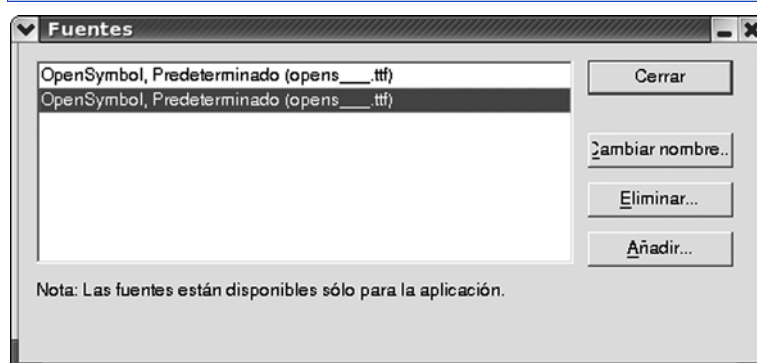 Fuentes
OpenSymbol, Predeterminado (opens___.ttf)
OpenSymbol, Predeterminado (opens___.ttf)
Cerrar
Cambiar nombre..
Eliminar...
Añadir...
Nota: Las fuentes están disponibles sólo para la aplicación.